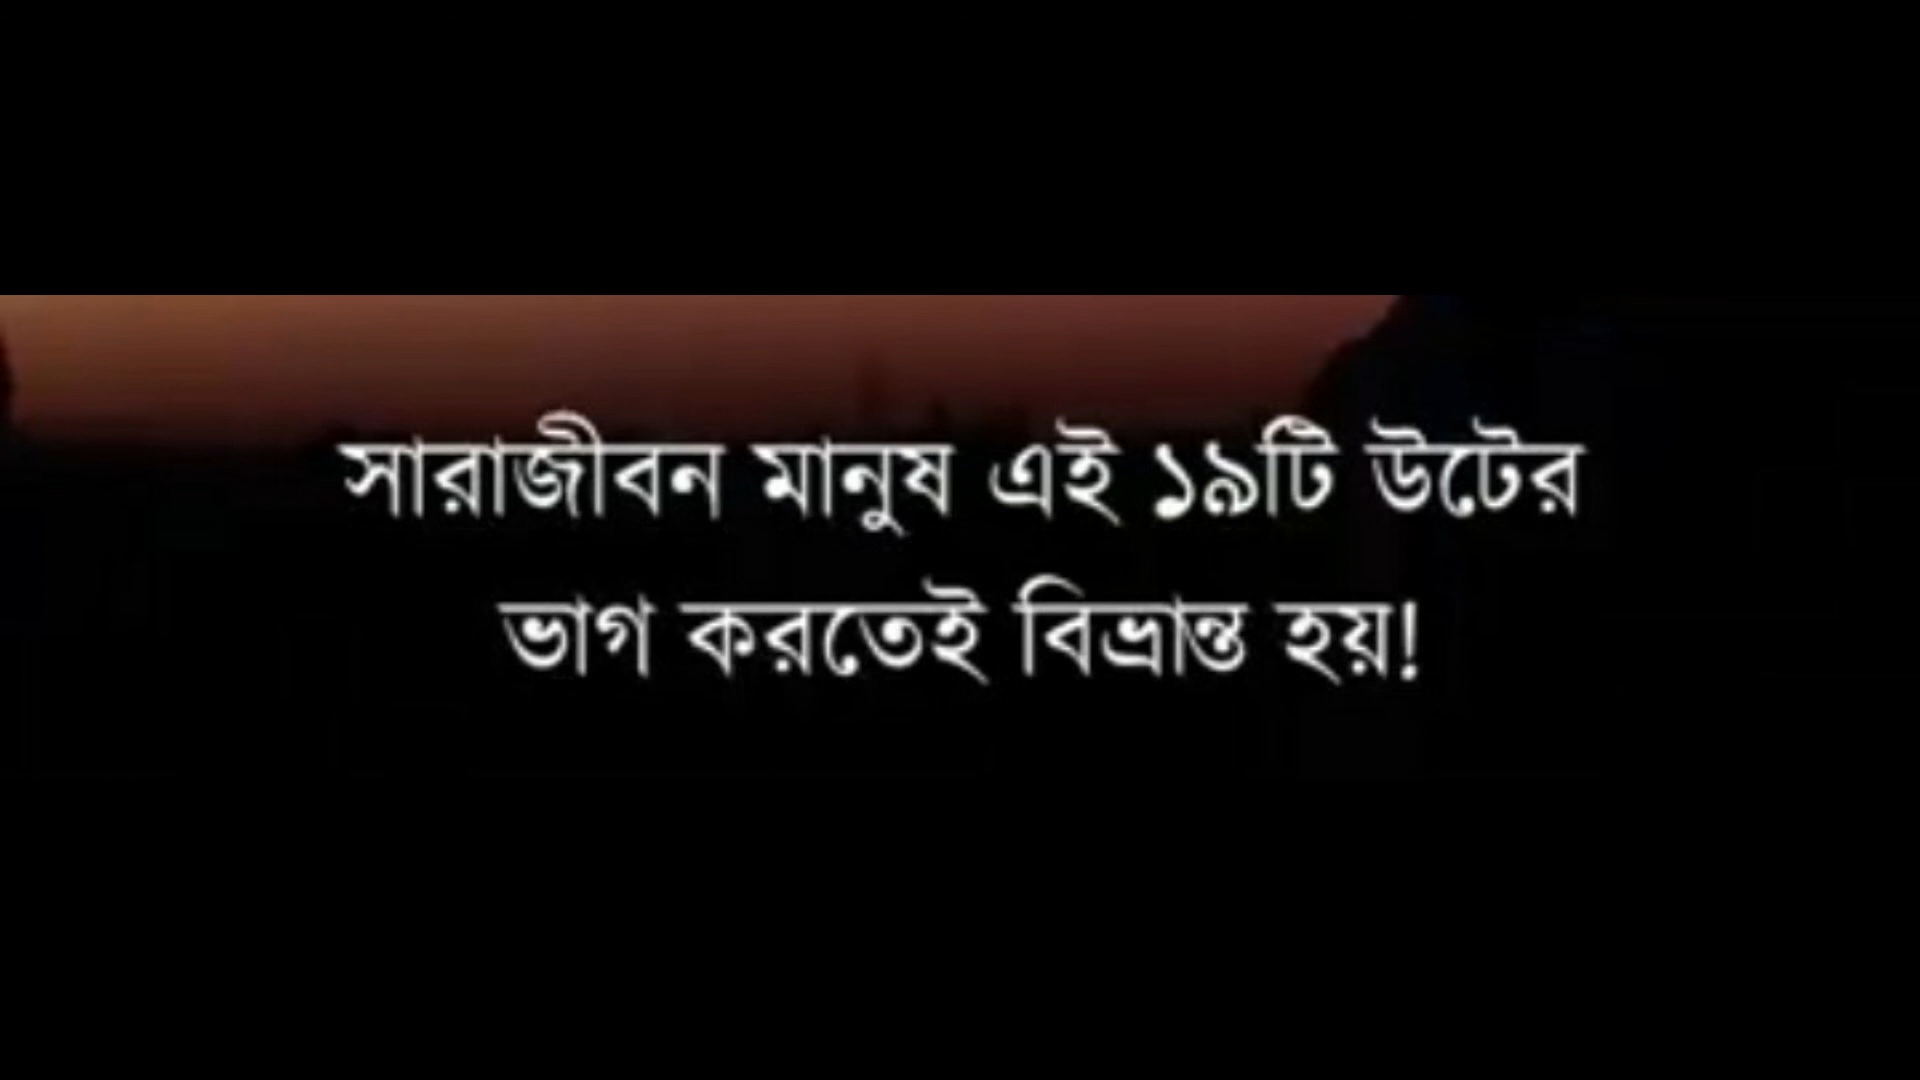 সারাজীবন মানুষ এই ১৯টি উটের
ভাগ করতেই বিভ্রান্ত হয়!